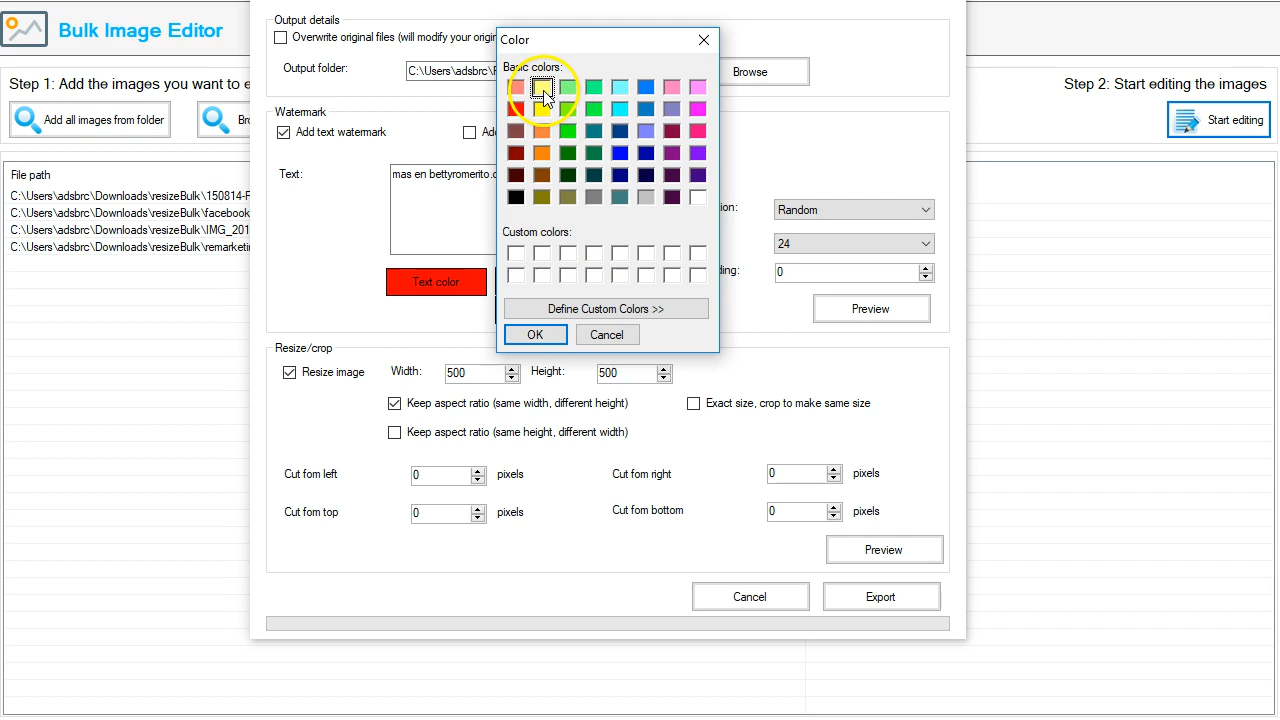 Bulk Image Editor
Step 1: Add the images you want to e
Add all images from folder
File path
C:\Users\adsbrc\Downloads\resizeBulk\150814-F
C:\Users\adsbrc\Downloads\resizeBulk\facebook
C:\Users\adsbrc\Downloads\resizeBulk\IMG_201
C:\Users\adsbrc\Downloads\resizeBulk\remarketi
Output details
Overwrite original files (will modify your origin
Output folder:
C:\Users\adsbrc\F
Browse
Watermark
Add text watermark
Text:
mas en bettyromerito.c
Text color
Random
24
0
Preview
Color
Basic colors:
Custom colors:
Define Custom Colors >>
OK
Cancel
Resize/crop
Resize image
Width:
500
Height:
500
Keep aspect ratio (same width, different height)
Exact size, crop to make same size
Keep aspect ratio (same height, different width)
Cut fom left
0
pixels
Cut fom right
0
pixels
Cut fom top
0
pixels
Cut fom bottom
0
pixels
Preview
Cancel
Export
Step 2: Start editing the images
Start editing